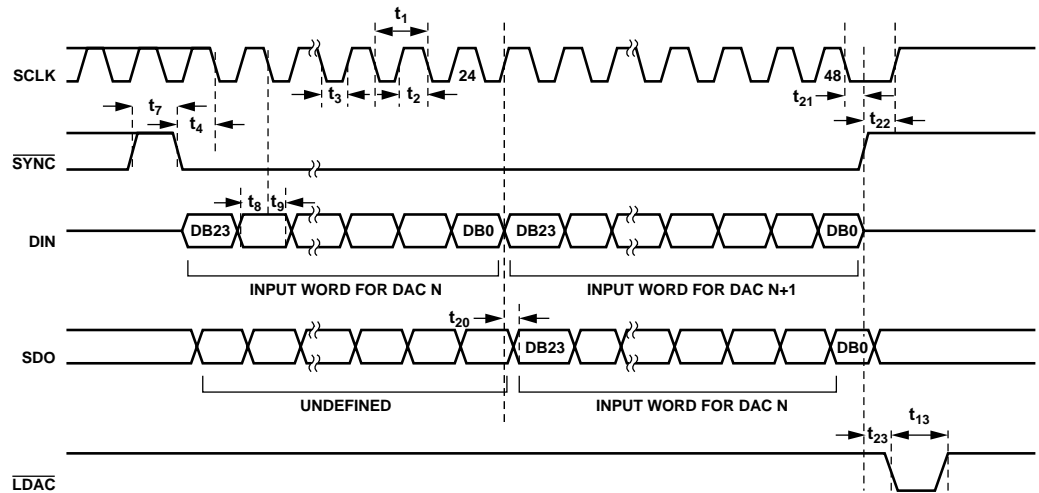 t1
SCLK
24
48
t3
t2
t21
t7
t4
t22
SYNC
t8
t9
DIN
DB23
DB0
DB23
DB0
INPUT WORD FOR DAC N
INPUT WORD FOR DAC N+1
t20
SDO
DB23
DB0
UNDEFINED
INPUT WORD FOR DAC N
t13
t23
LDAC